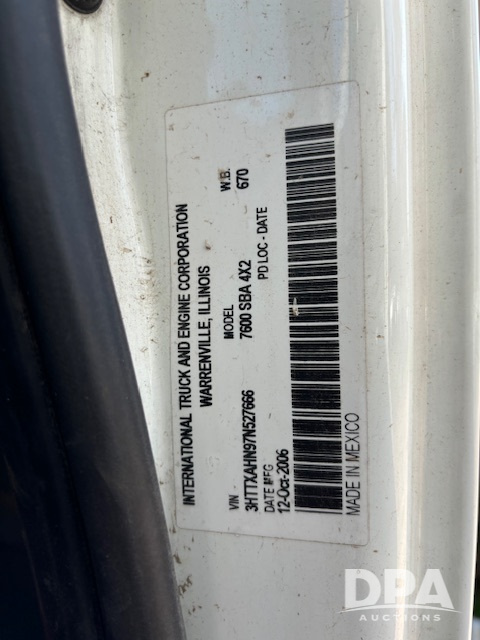 INTERNATIONAL TRUCK AND ENGINE CORPORATION
WARRENVILLE, ILLINOIS
MODEL W.B.
7600 SBA 4X2 670
PD LOC - DATE
VIN
3HTTXAHN97N527666
DATE MFD
12-Oct-2006
MADE IN MEXICO
DPA
AUCTIONS